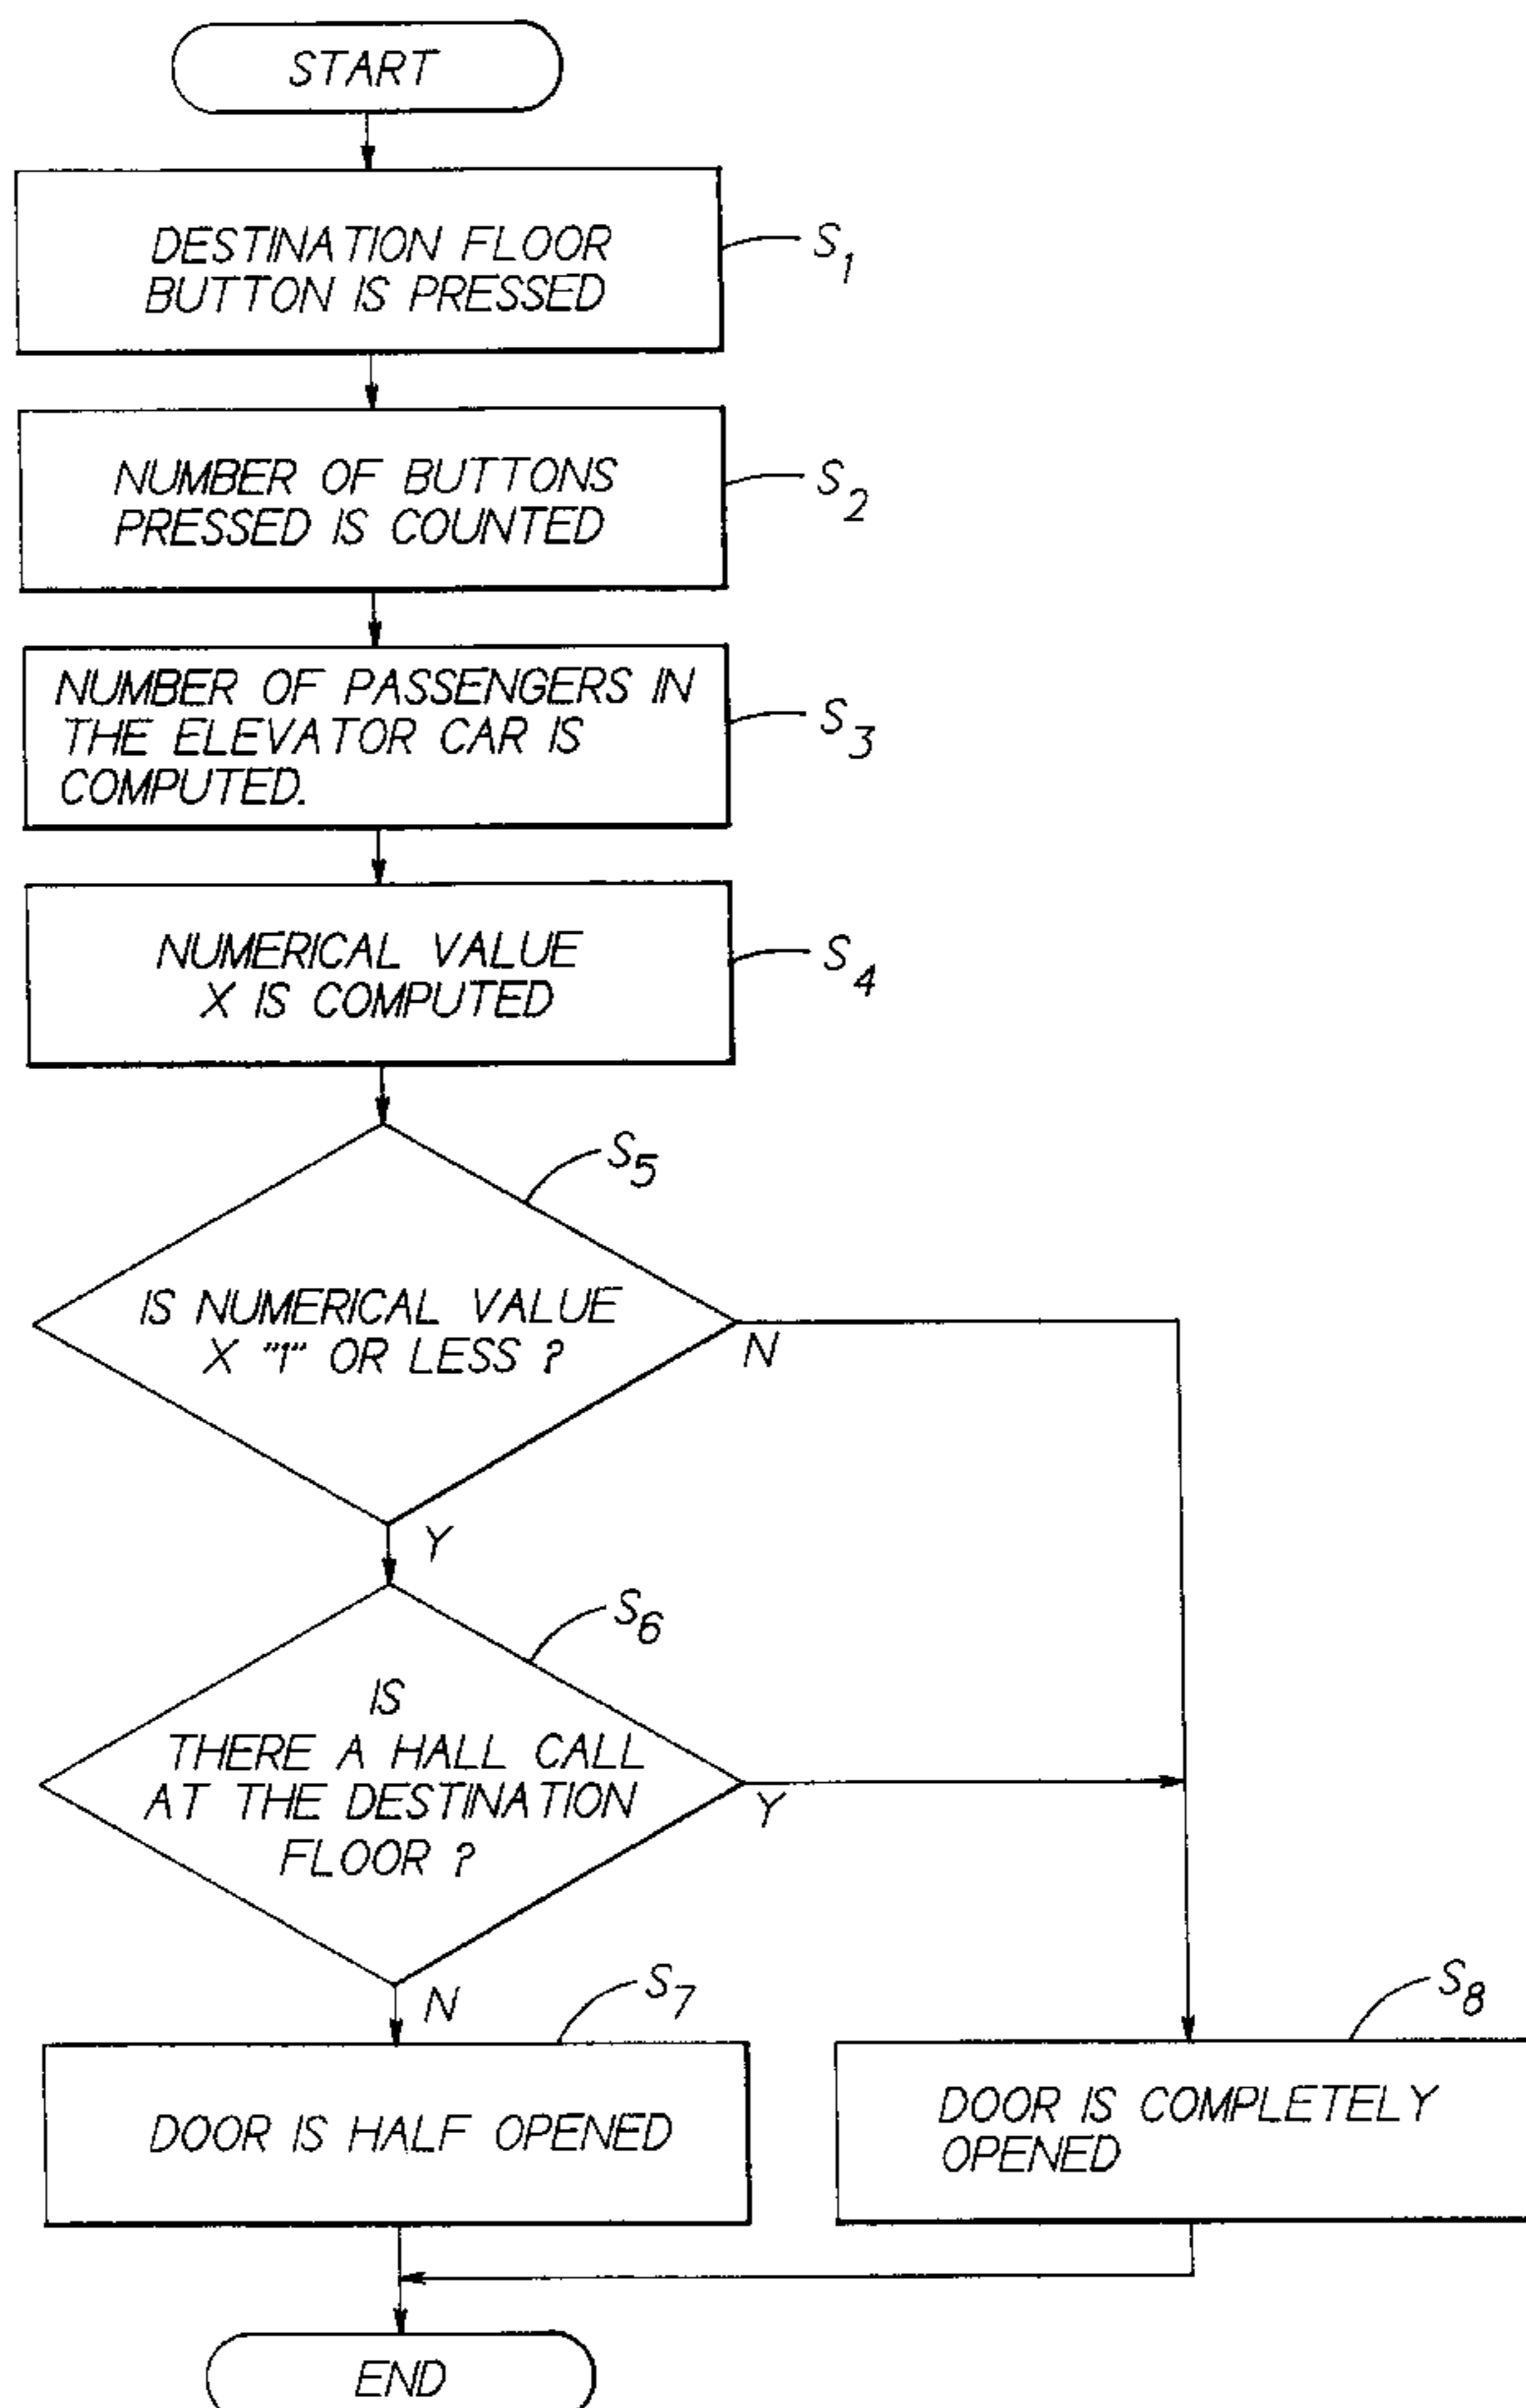 START
DESTINATION FLOOR
BUTTON IS PRESSED
S1
NUMBER OF BUTTONS
PRESSED IS COUNTED
S2
NUMBER OF PASSENGERS IN
THE ELEVATOR CAR IS
COMPUTED.
S3
NUMERICAL VALUE
X IS COMPUTED
S4
S5
IS NUMERICAL VALUE
X "1" OR LESS ?
N
Y
S6
IS
THERE A HALL CALL
AT THE DESTINATION
FLOOR ?
Y
N
S7
DOOR IS HALF OPENED
S8
DOOR IS COMPLETELY
OPENED
END